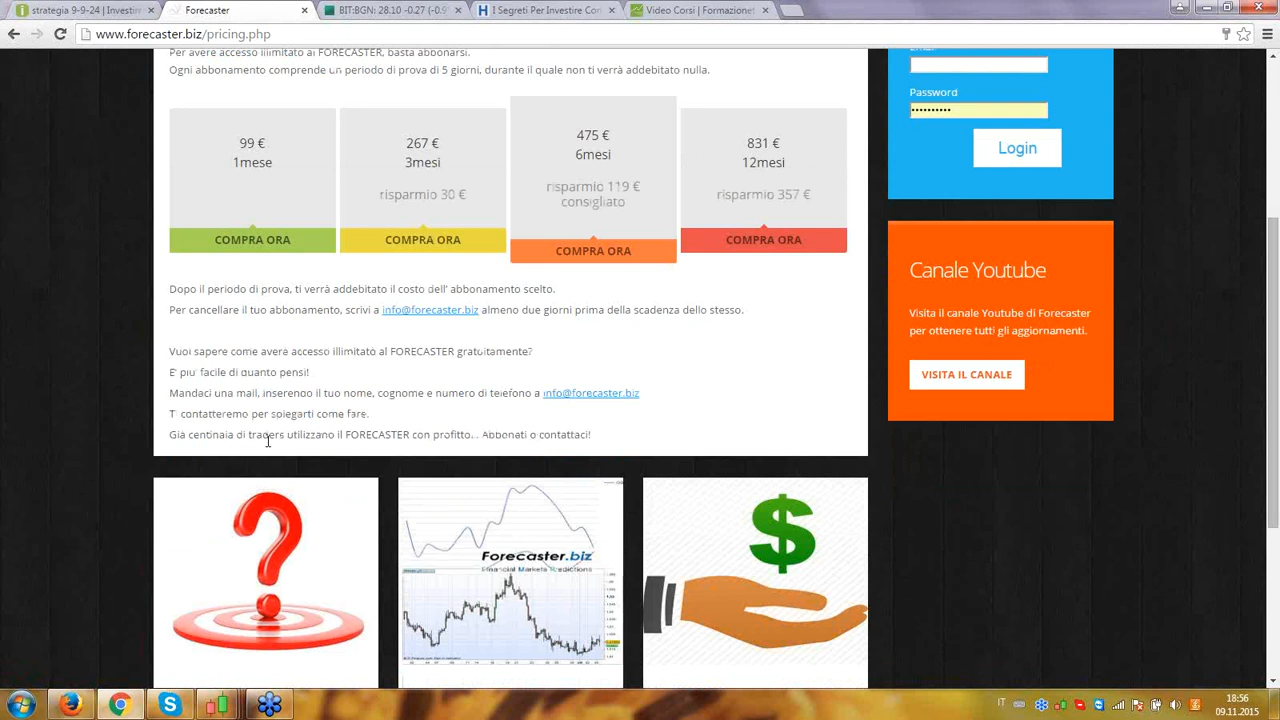 strategia 9-9-24 | Investim
Forecaster
BIT:BGN: 28.10 -0.27 (-0.9
I Segreti Per Investire Con
Video Corsi | Formazione
www.forecaster.biz/pricing.php
Per avere accesso illimitato al FORECASTER, basta abbonarsi.
Ogni abbonamento comprende un periodo di prova di 5 giorni, durante il quale non ti verrà addebitato nulla.
99 €
1mese
COMPRA ORA
267 €
3mesi
risparmio 30 €
COMPRA ORA
475 €
6mesi
risparmio 119 €
consigliato
COMPRA ORA
831 €
12mesi
risparmio 357 €
COMPRA ORA
Dopo il periodo di prova, ti verrà addebitato il costo dell' abbonamento scelto.
Per cancellare il tuo abbonamento, scrivi a info@forecaster.biz almeno due giorni prima della scadenza dello stesso.
Vuoi sapere come avere accesso illimitato al FORECASTER gratuitamente?
E' piu' facile di quanto pensi!
Mandaci una mail, inserendo il tuo nome, cognome e numero di telefono a info@forecaster.biz
Ti contatteremo per spiegarti come fare.
Già centinaia di traders utilizzano il FORECASTER con profitto... Abbonati o contattaci!
Password
••••••••••
Login
Canale Youtube
Visita il canale Youtube di Forecaster
per ottenere tutti gli aggiornamenti.
VISITA IL CANALE
Forecaster.biz
Financial Markets Predictions
IT
18:56
09.11.2015